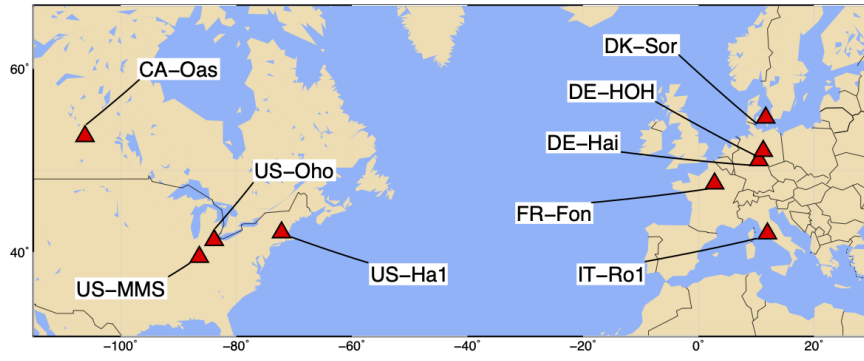 DK−Sor
60°
CA−Oas
DE−HOH
DE−Hai
US−Oho
FR−Fon
40°
US−MMS
US−Ha1
IT−Ro1
−100° −80° −60° −40° −20° 0° 20°